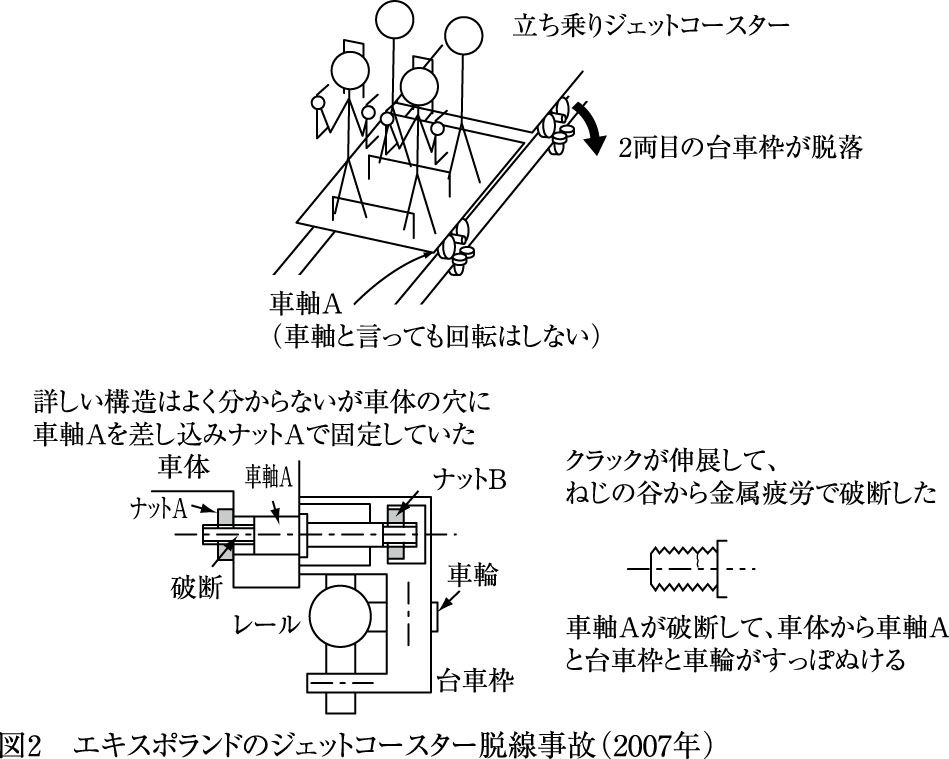 立ち乗りジェットコースター
2両目の台車枠が脱落
車軸A
（車軸と言っても回転はしない）
詳しい構造はよく分からないが車体の穴に
車軸Aを差し込みナットAで固定していた
車体
車軸A
ナットB
ナットA
破断
車輪
レール
台車枠
クラックが伸展して、
ねじの谷から金属疲労で破断した
車軸Aが破断して、車体から車軸A
と台車枠と車輪がすっぽぬける
図2　エキスポランドのジェットコースター脱線事故（2007年）